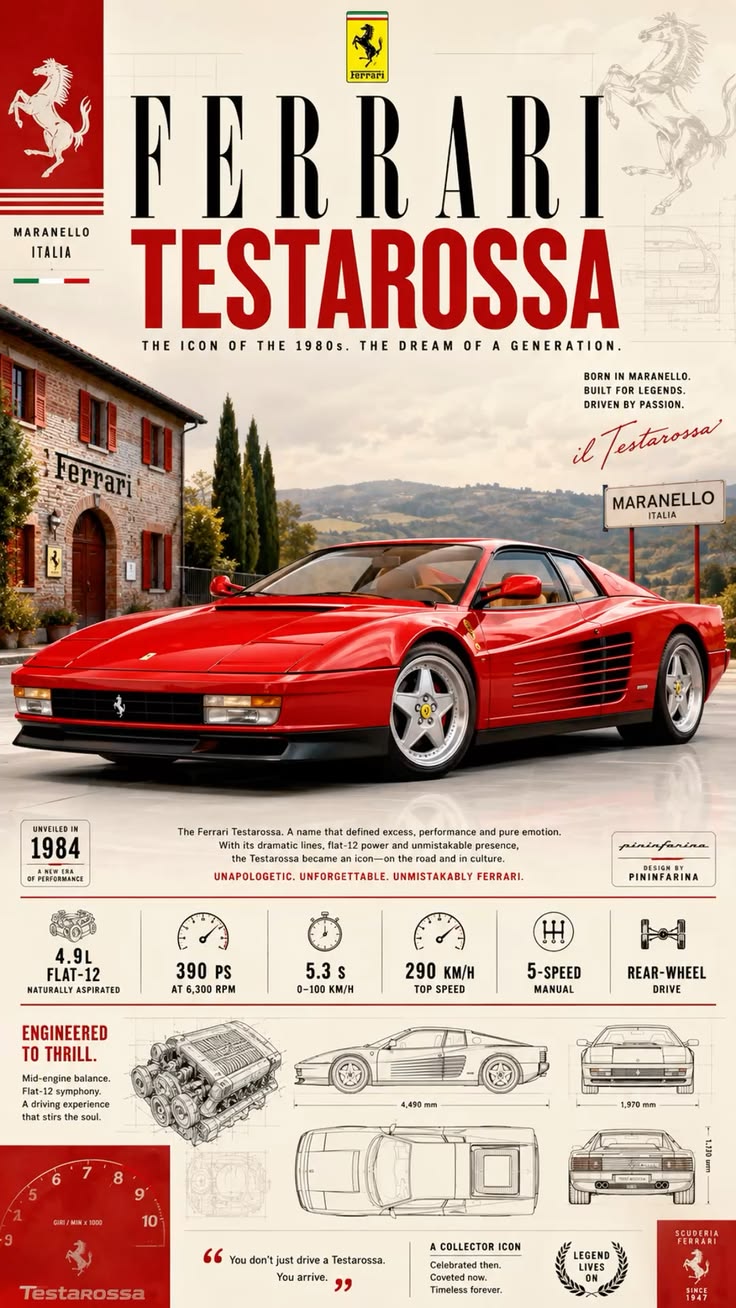 Ferrari
FERRARI
TESTAROSSA
THE ICON OF THE 1980s. THE DREAM OF A GENERATION.
MARANELLO
ITALIA
BORN IN MARANELLO.
BUILT FOR LEGENDS.
DRIVEN BY PASSION.
il Testarossa
Ferrari
MARANELLO
ITALIA
UNVEILED IN
1984
A NEW ERA
OF PERFORMANCE
The Ferrari Testarossa. A name that defined excess, performance and pure emotion.
With its dramatic lines, flat-12 power and unmistakable presence,
the Testarossa became an icon—on the road and in culture.
UNAPOLOGETIC. UNFORGETTABLE. UNMISTAKABLY FERRARI.
pininfarina
DESIGN BY
PININFARINA
4.9L
FLAT-12
NATURALLY ASPIRATED
390 PS
AT 6,300 RPM
5.3 S
0–100 KM/H
290 KM/H
TOP SPEED
5-SPEED
MANUAL
REAR-WHEEL
DRIVE
ENGINEERED
TO THRILL.
Mid-engine balance.
Flat-12 symphony.
A driving experience
that stirs the soul.
4,490 mm
1,970 mm
1,130 mm
5 6 7 8 9 10
GIRI / MIN x 1000
9
Testarossa
“You don't just drive a Testarossa.
You arrive.”
A COLLECTOR ICON
Celebrated then.
Coveted now.
Timeless forever.
LEGEND
LIVES
ON
SCUDERIA
FERRARI
SINCE
1947